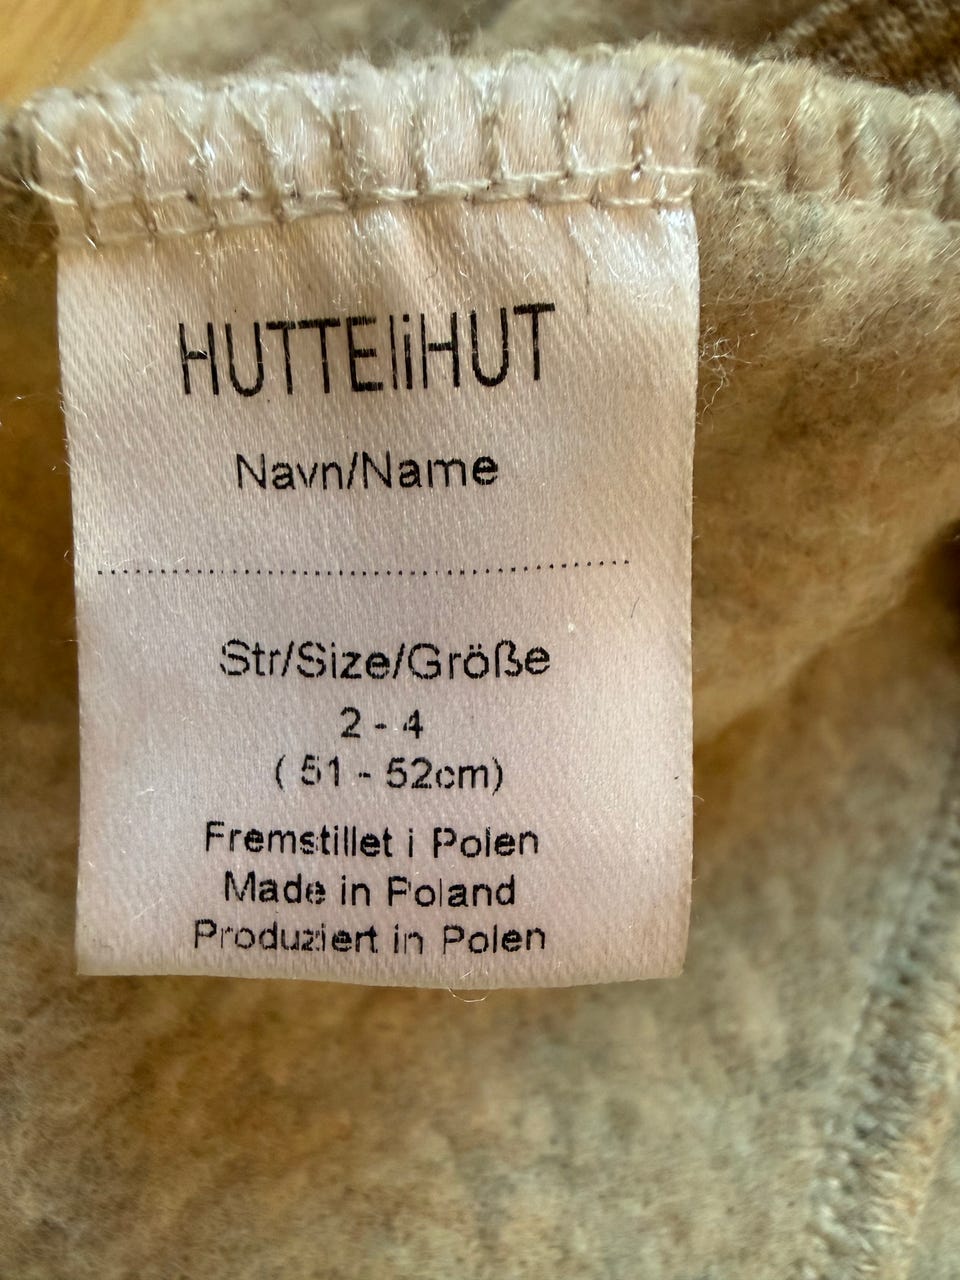 HUTTEliHUT
Navn/Name
........................................................
Str/Size/Größe
2 - 4
( 51 - 52cm)
Fremstillet i Polen
Made in Poland
Produziert in Polen